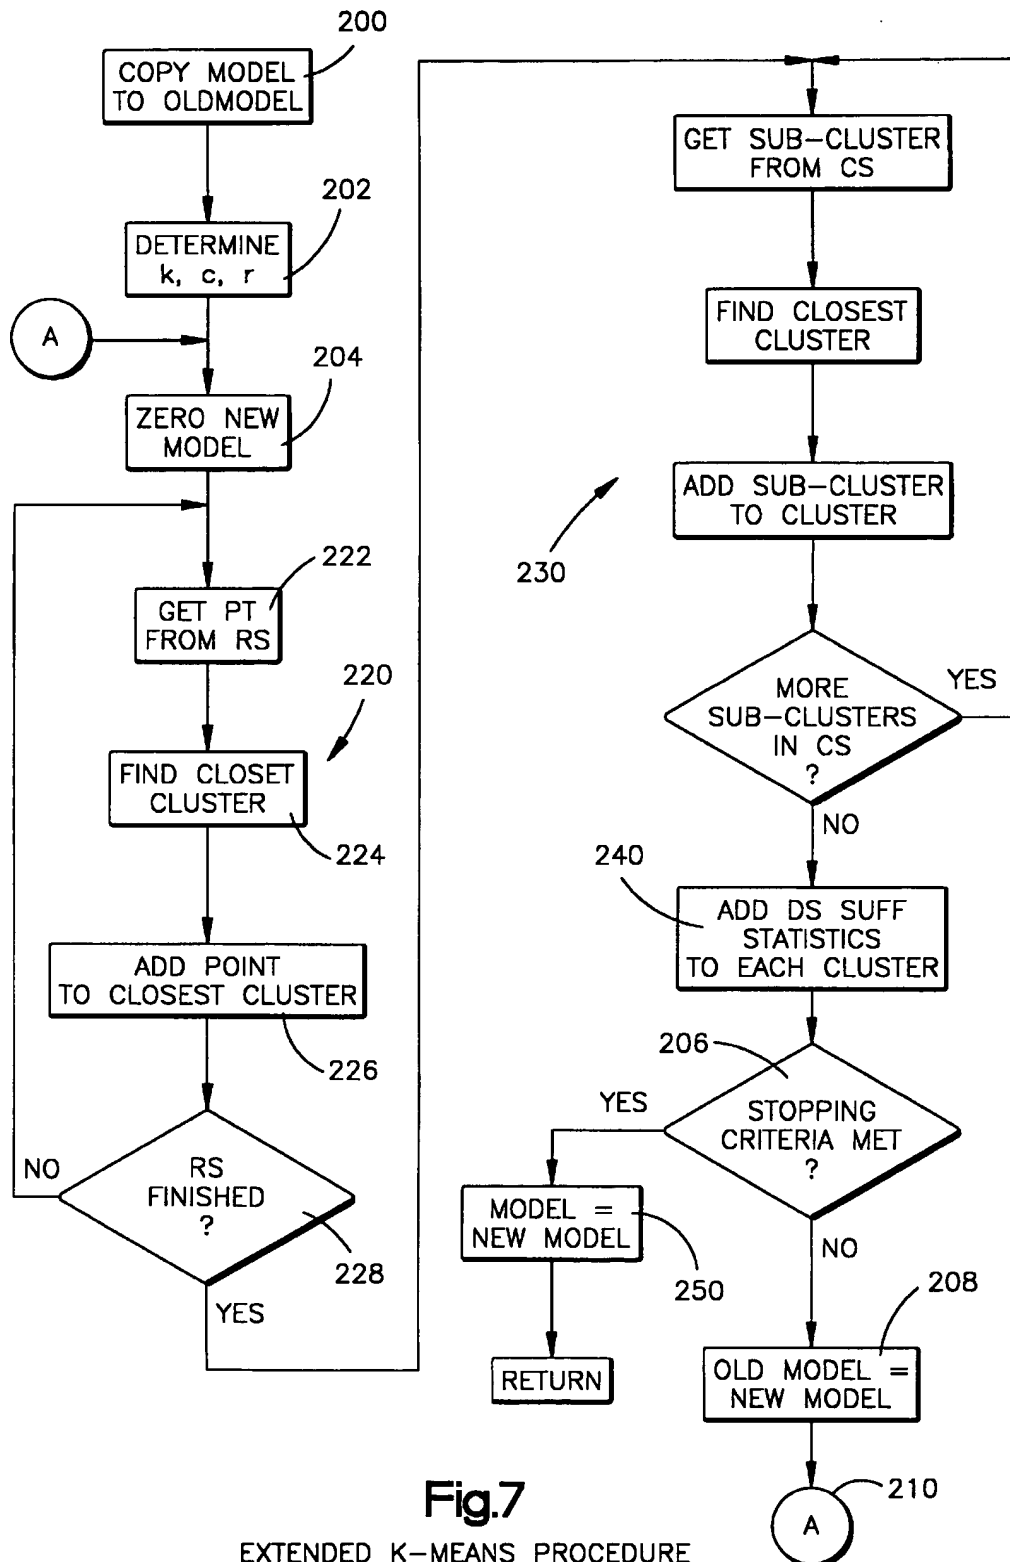 200
COPY MODEL
TO OLDMODEL
202
DETERMINE
k, c, r
A
204
ZERO NEW
MODEL
222
GET PT
FROM RS
220
FIND CLOSET
CLUSTER
224
ADD POINT
TO CLOSEST CLUSTER
226
NO
RS
FINISHED
?
228
YES
GET SUB-CLUSTER
FROM CS
FIND CLOSEST
CLUSTER
ADD SUB-CLUSTER
TO CLUSTER
230
MORE
SUB-CLUSTERS
IN CS
?
YES
NO
240
ADD DS SUFF
STATISTICS
TO EACH CLUSTER
206
YES
STOPPING
CRITERIA MET
?
MODEL =
NEW MODEL
250
NO
208
RETURN
OLD MODEL =
NEW MODEL
210
A
Fig.7
EXTENDED K-MEANS PROCEDURE